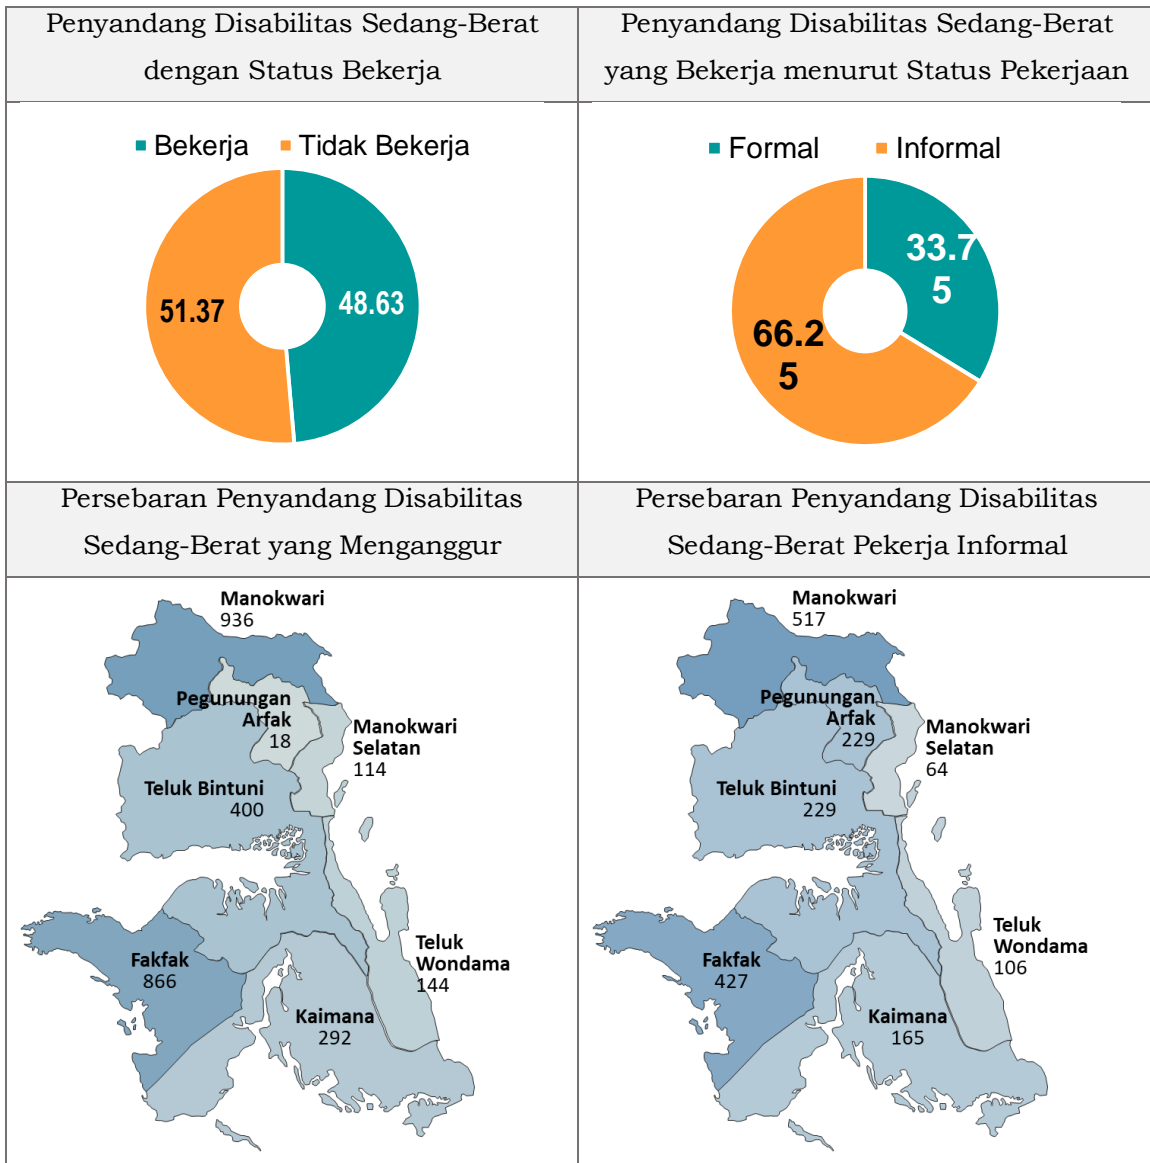 Penyandang Disabilitas Sedang-Berat
dengan Status Bekerja
Penyandang Disabilitas Sedang-Berat
yang Bekerja menurut Status Pekerjaan
Bekerja
Tidak Bekerja
51.37
48.63
Formal
Informal
33.7
5
66.2
5
Persebaran Penyandang Disabilitas
Sedang-Berat yang Menganggur
Persebaran Penyandang Disabilitas
Sedang-Berat Pekerja Informal
Manokwari
936
Pegunungan
Arfak
18
Manokwari
Selatan
114
Teluk Bintuni
400
Fakfak
866
Teluk
Wondama
144
Kaimana
292
Manokwari
517
Pegunungan
Arfak
229
Manokwari
Selatan
64
Teluk Bintuni
229
Fakfak
427
Teluk
Wondama
106
Kaimana
165